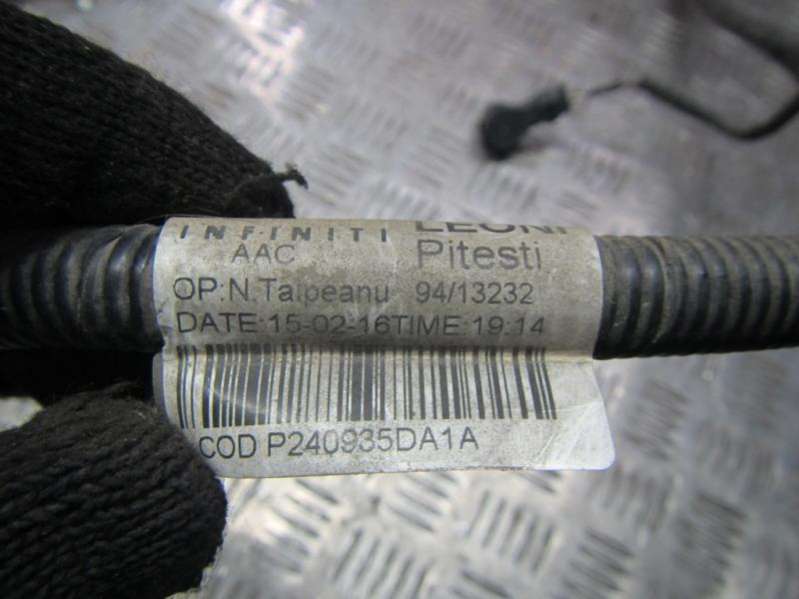 INFINITI LEONI
AAC Pitesti
OP:N.Talpeanu 94/13232
DATE:15-02-16TIME:19:14
COD P240935DA1A